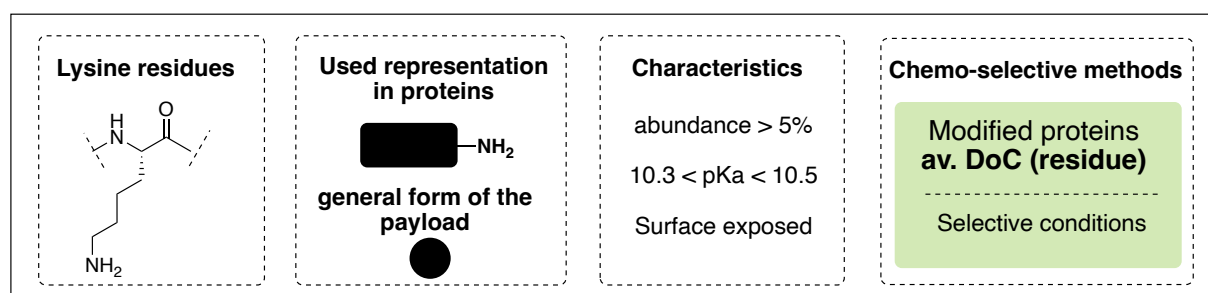 Lysine residues
H
N
O
NH2
Used representation
in proteins
NH2
general form of the
payload
Characteristics
abundance > 5%
10.3 < pKa < 10.5
Surface exposed
Chemo-selective methods
Modified proteins
av. DoC (residue)
Selective conditions